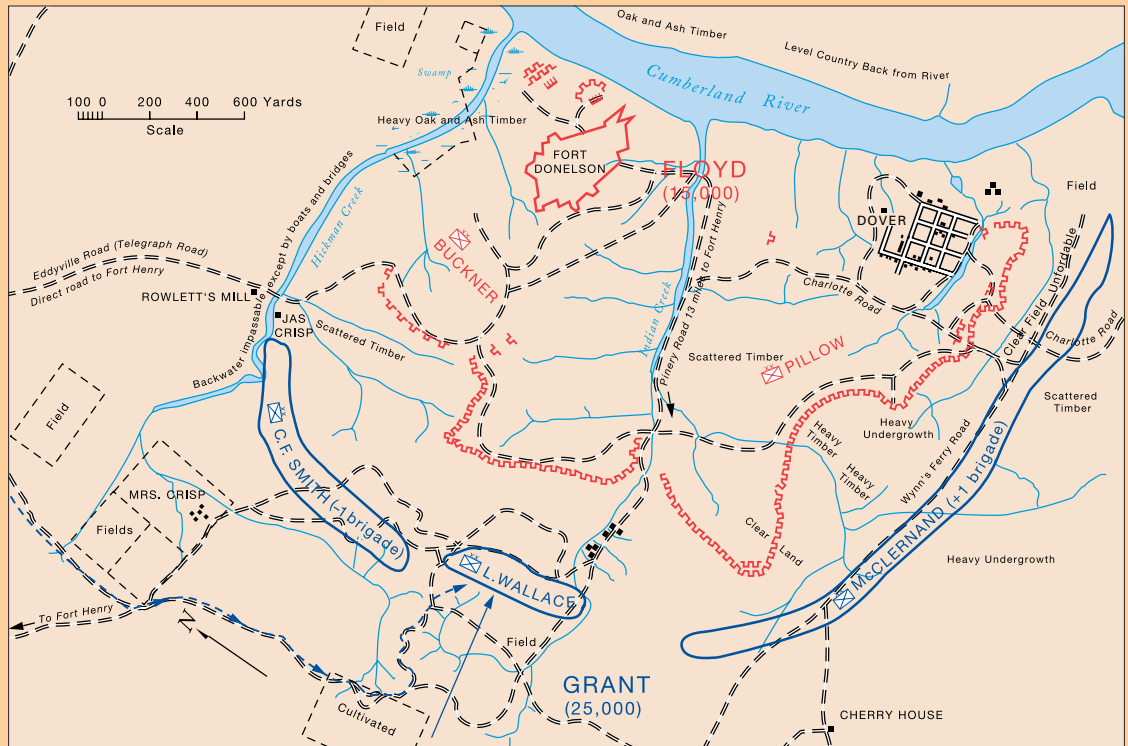 Field
Oak and Ash Timber
Level Country Back from River
Swamp
Cumberland River
100 0 200 400 600 Yards
Scale
Heavy Oak and Ash Timber
FORT
DONELSON
FLOYD
(15,000)
Field
Eddyville Road (Telegraph Road)
Direct road to Fort Henry
Backwater impassable except by boats and bridges
Hickman Creek
BUCKNER
DOVER
Unfordable
ROWLETT'S MILL
JAS
CRISP
Scattered Timber
Indian Creek
Pinery Road 13 miles to Fort Henry
Charlotte Road
Clear Field
Charlotte Road
Scattered Timber
PILLOW
Scattered
Timber
Field
Heavy
Undergrowth
Heavy
Timber
Heavy
Timber
Wynn's Ferry Road
C.F. SMITH (-1 brigade)
MRS. CRISP
Fields
Clear Land
McCLERNAND (+1 brigade)
Heavy Undergrowth
L. WALLACE
To Fort Henry
N
Field
GRANT
(25,000)
Cultivated
CHERRY HOUSE